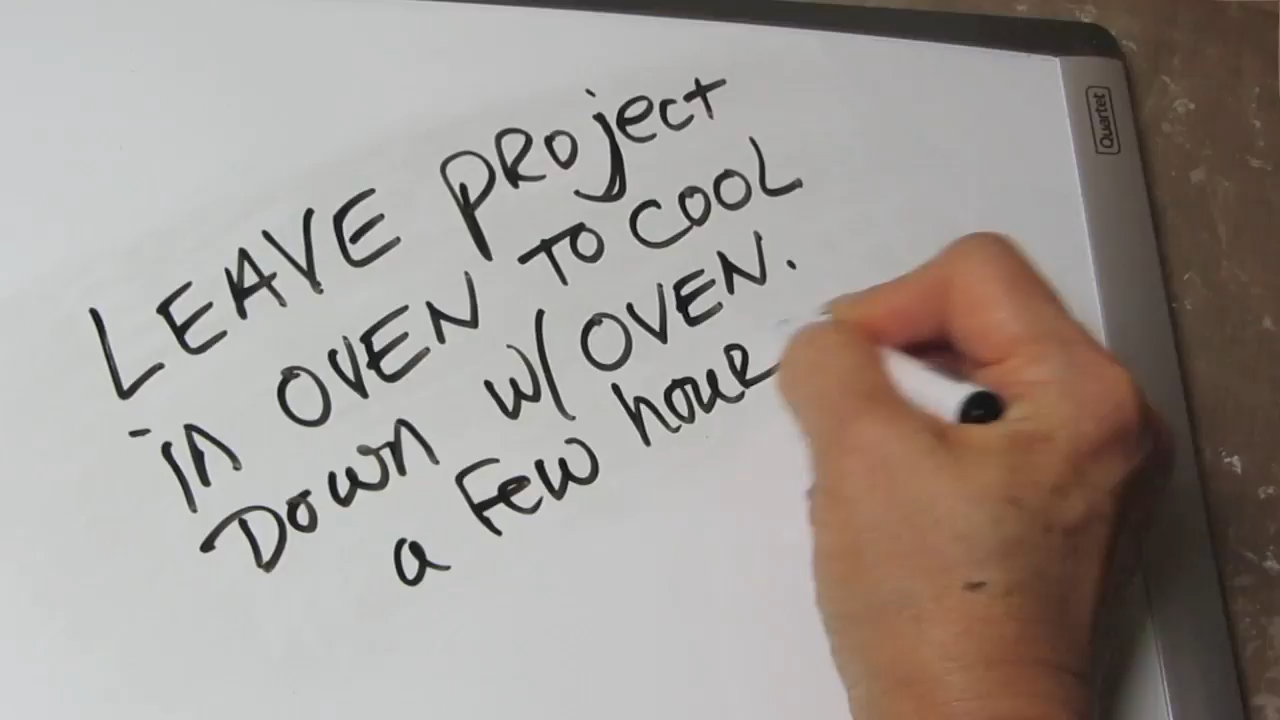 LEAVE PROJECT
IN OVEN TO COOL
DOWN W/ OVEN.
a FEW hour
Quartet